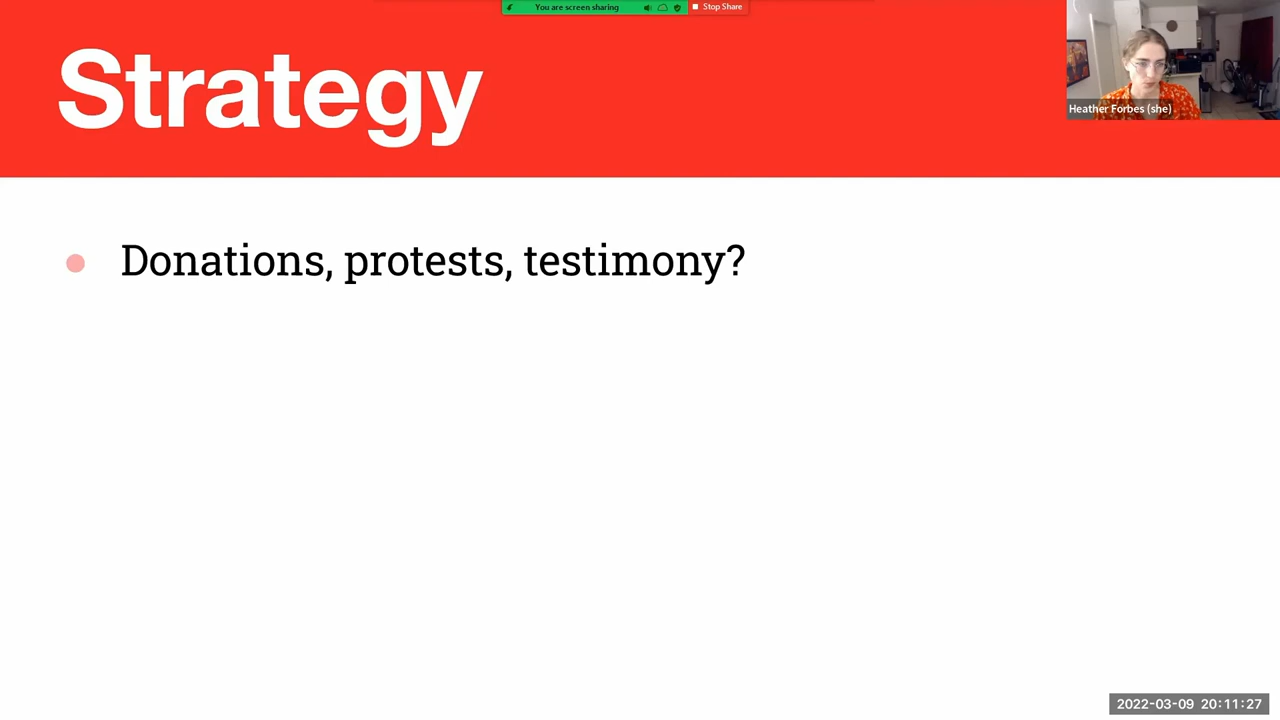 You are screen sharing
Stop Share
Strategy
Heather Forbes (she)
Donations, protests, testimony?
2022-03-09 20:11:27